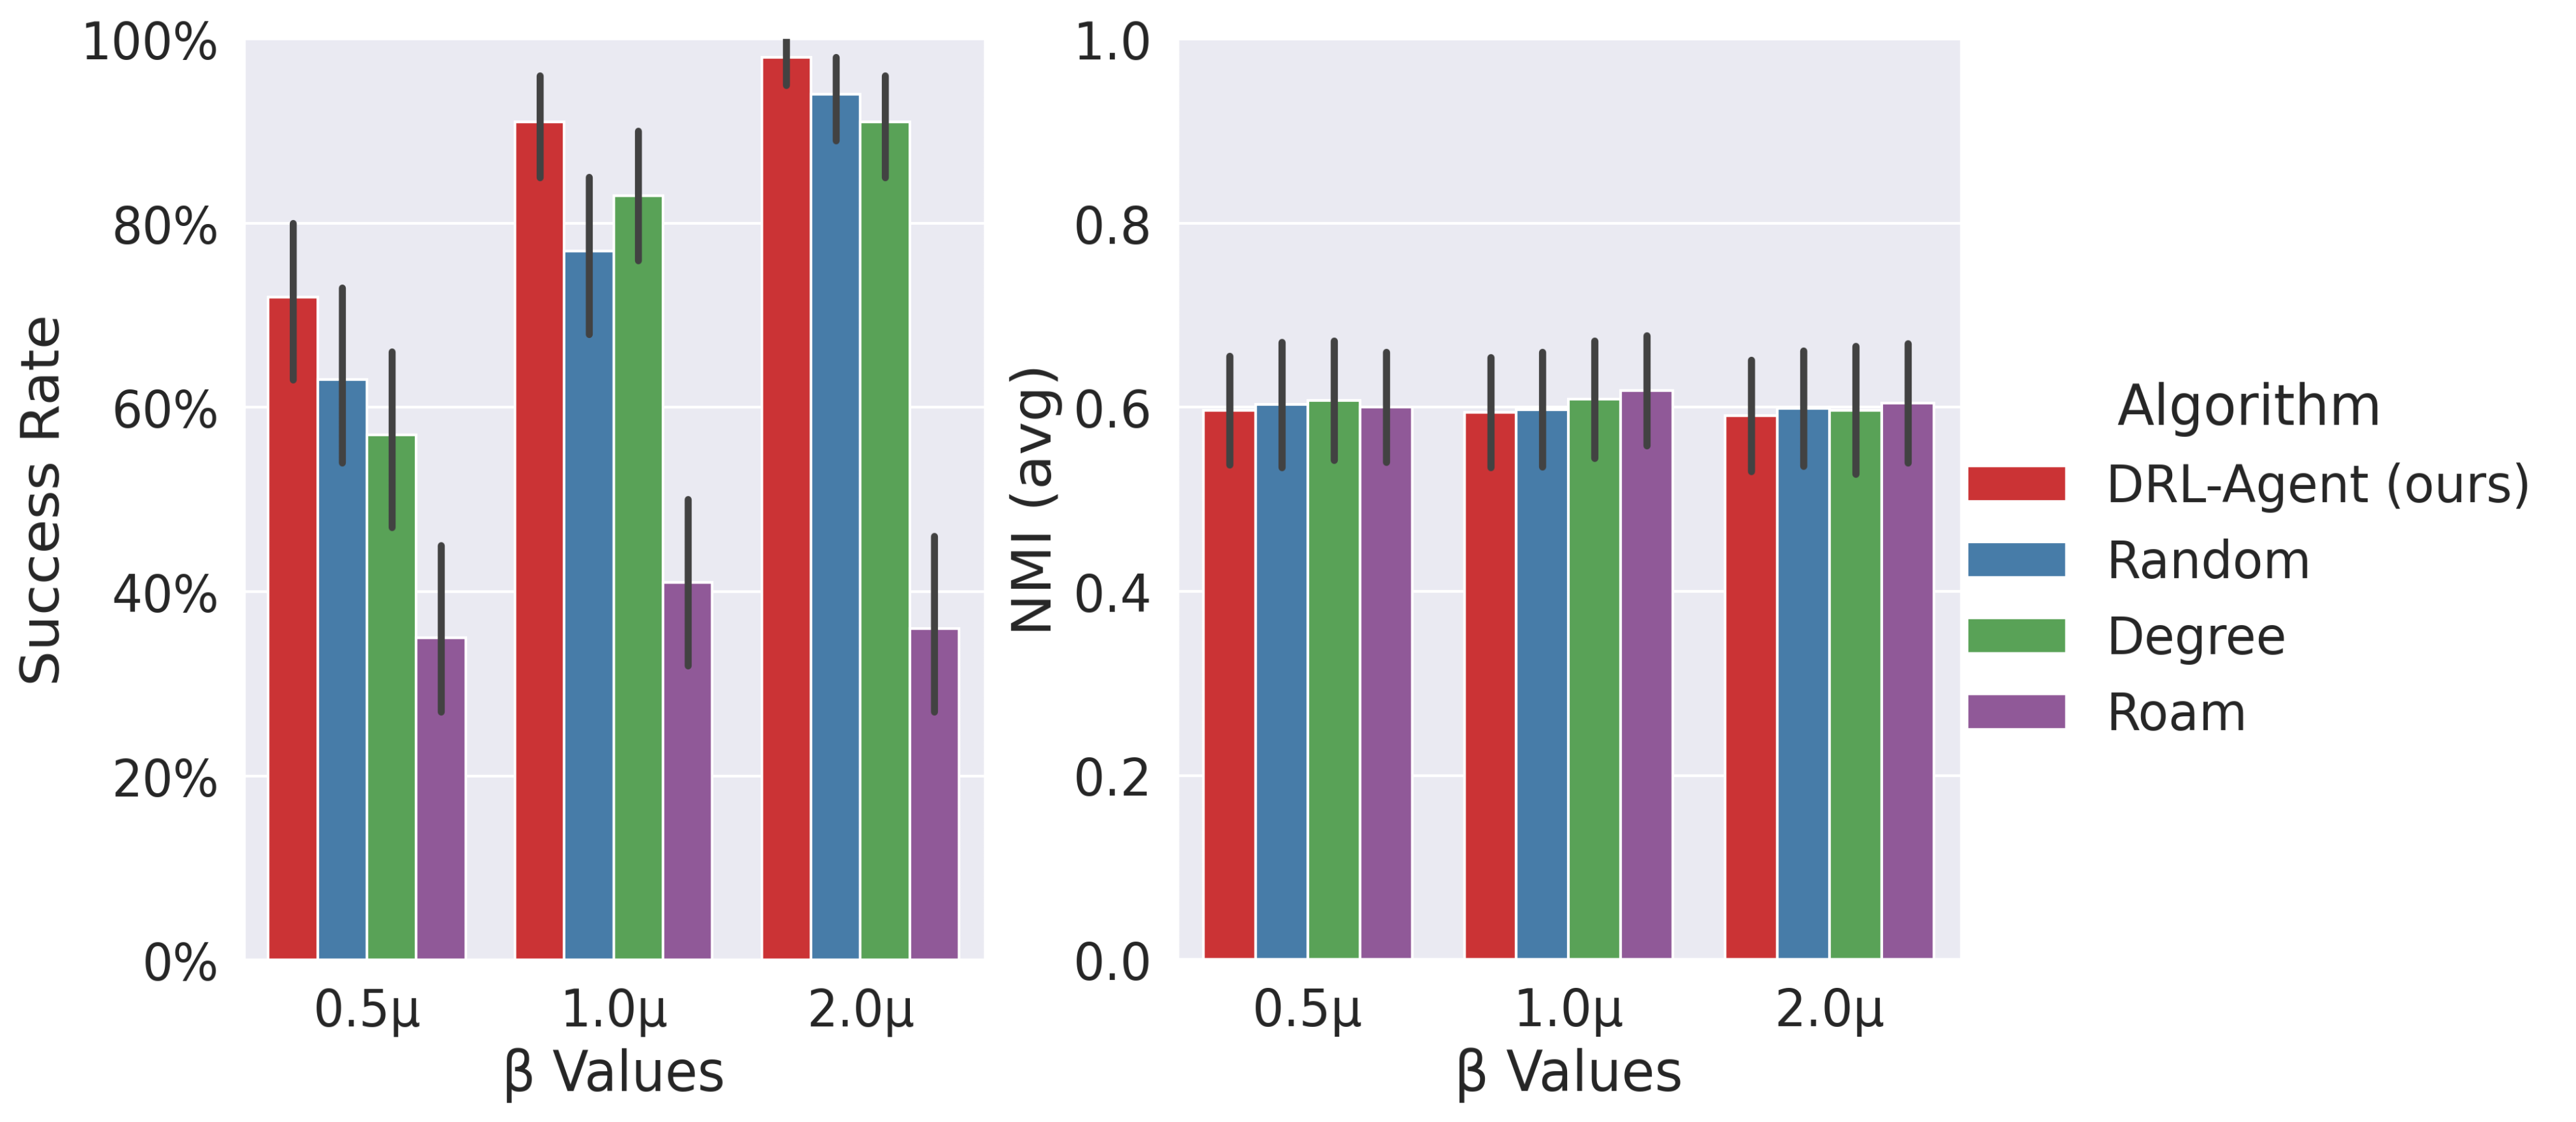 Success Rate
100%
80%
60%
40%
20%
0%
0.5μ 1.0μ 2.0μ
β Values
NMI (avg)
1.0
0.8
0.6
0.4
0.2
0.0
0.5μ 1.0μ 2.0μ
β Values
Algorithm
DRL-Agent (ours)
Random
Degree
Roam